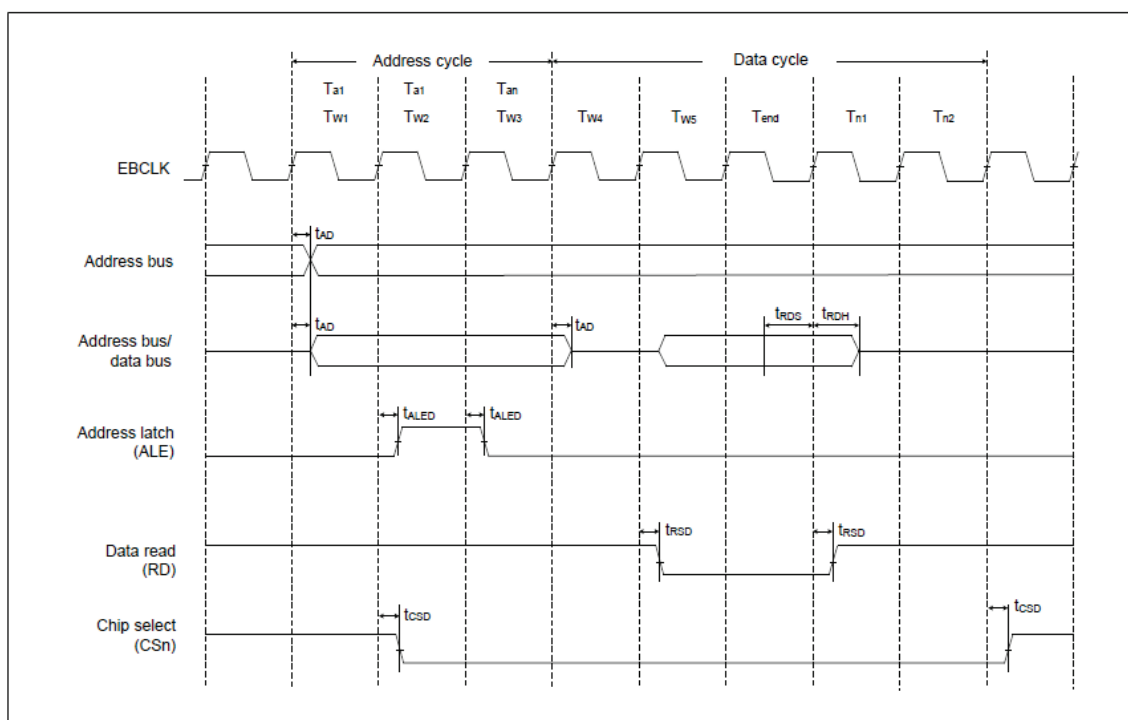 Address cycle Data cycle
Ta1 Ta1 Tan
TW1 TW2 TW3 TW4 TW5 Tend Tn1 Tn2
EBCLK
tAD
Address bus
tAD tAD tRDS tRDH
Address bus/
data bus
tALED tALED
Address latch
(ALE)
tRSD tRSD
Data read
(RD)
tCSD tCSD
Chip select
(CSn)